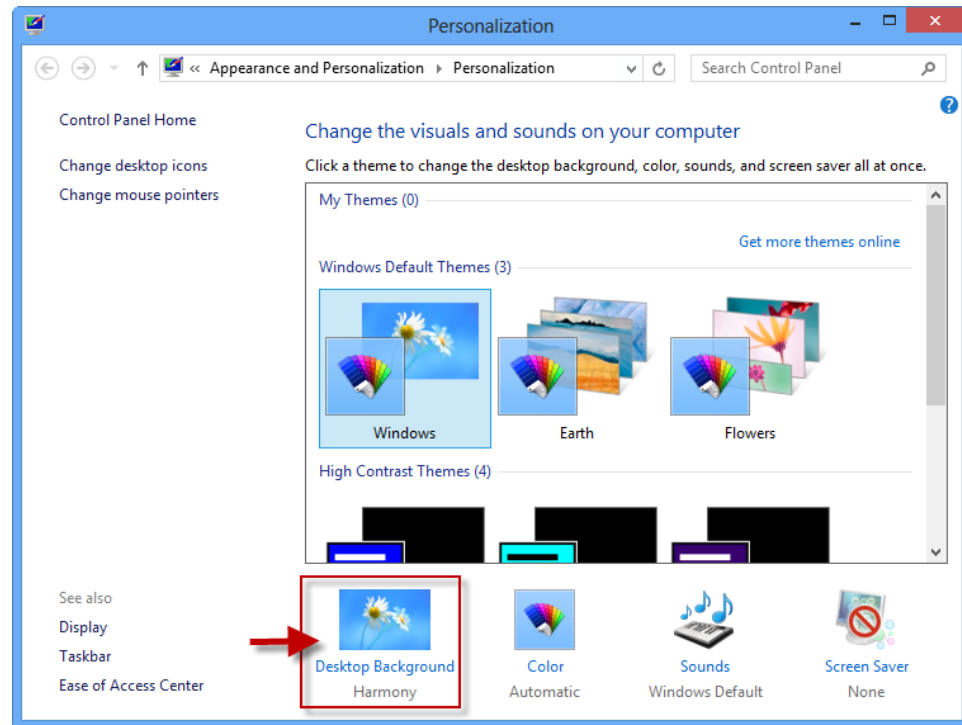 Personalization
« Appearance and Personalization Personalization
Search Control Panel
Control Panel Home
Change desktop icons
Change mouse pointers
Change the visuals and sounds on your computer
Click a theme to change the desktop background, color, sounds, and screen saver all at once.
My Themes (0)
Get more themes online
Windows Default Themes (3)
Windows Earth Flowers
High Contrast Themes (4)
See also
Display
Taskbar
Ease of Access Center
Desktop Background Color Sounds Screen Saver
Harmony Automatic Windows Default None